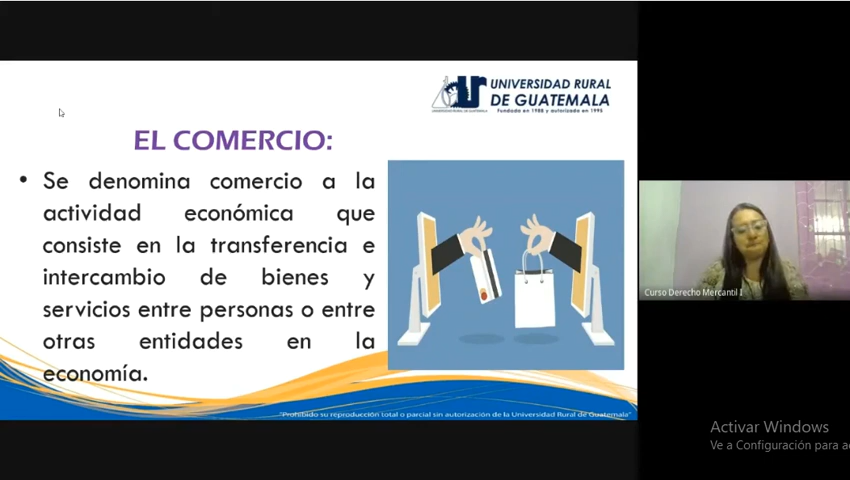 UNIVERSIDAD RURAL
DE GUATEMALA
Fundada en 1988 y autorizada en 1995
EL COMERCIO:
• Se denomina comercio a la
actividad económica que
consiste en la transferencia e
intercambio de bienes y
servicios entre personas o entre
otras entidades en la
economía.
"Prohibido su reproducción total o parcial sin autorización de la Universidad Rural de Guatemala"
Curso Derecho Mercantil I
Activar Windows
Ve a Configuración para a